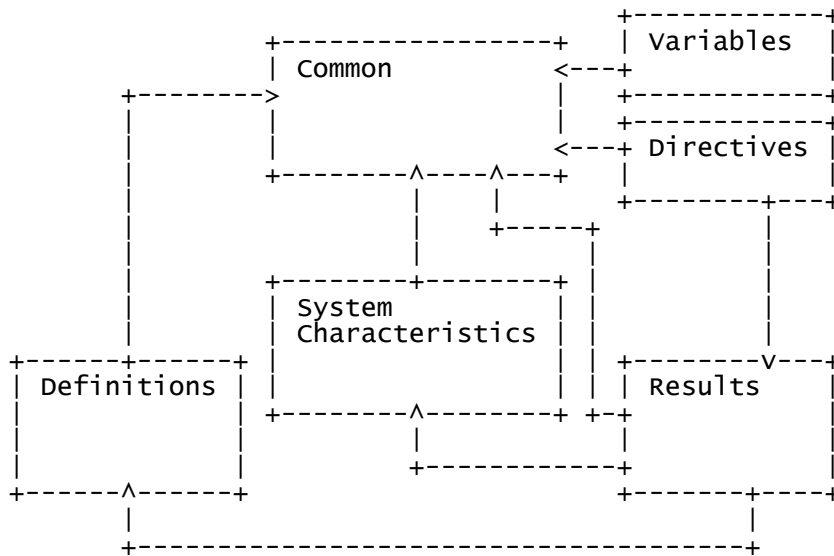 Variables
Common
Directives
System
Characteristics
Definitions
Results